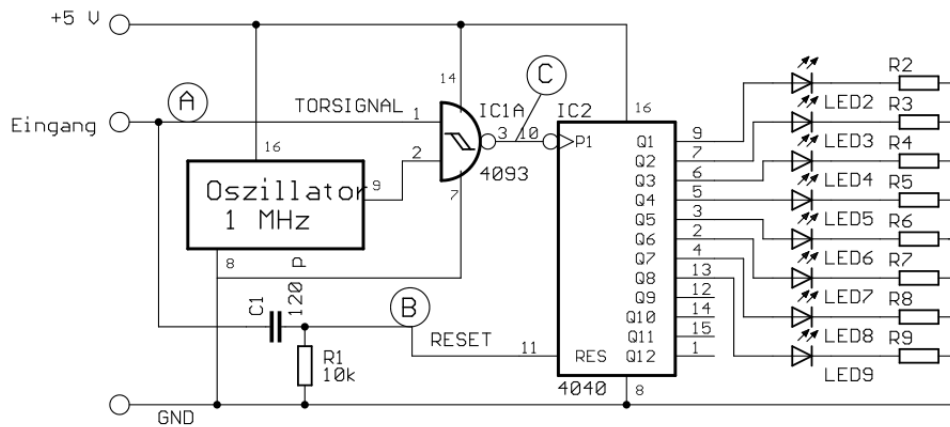 +5 V
Eingang
A
TORSIGNAL
14
1
2
7
IC1A
3
4093
C
10
IC2
16
P1
RES
11
4040
8
16
Oszillator
1 MHz
9
8
C1
120 p
R1
10k
B
RESET
GND
Q1 9
Q2 7
Q3 6
Q4 5
Q5 3
Q6 2
Q7 4
Q8 13
Q9 12
Q10 14
Q11 15
Q12 1
LED2 R2
LED3 R3
LED4 R4
LED5 R5
LED6 R6
LED7 R7
LED8 R8
LED9 R9